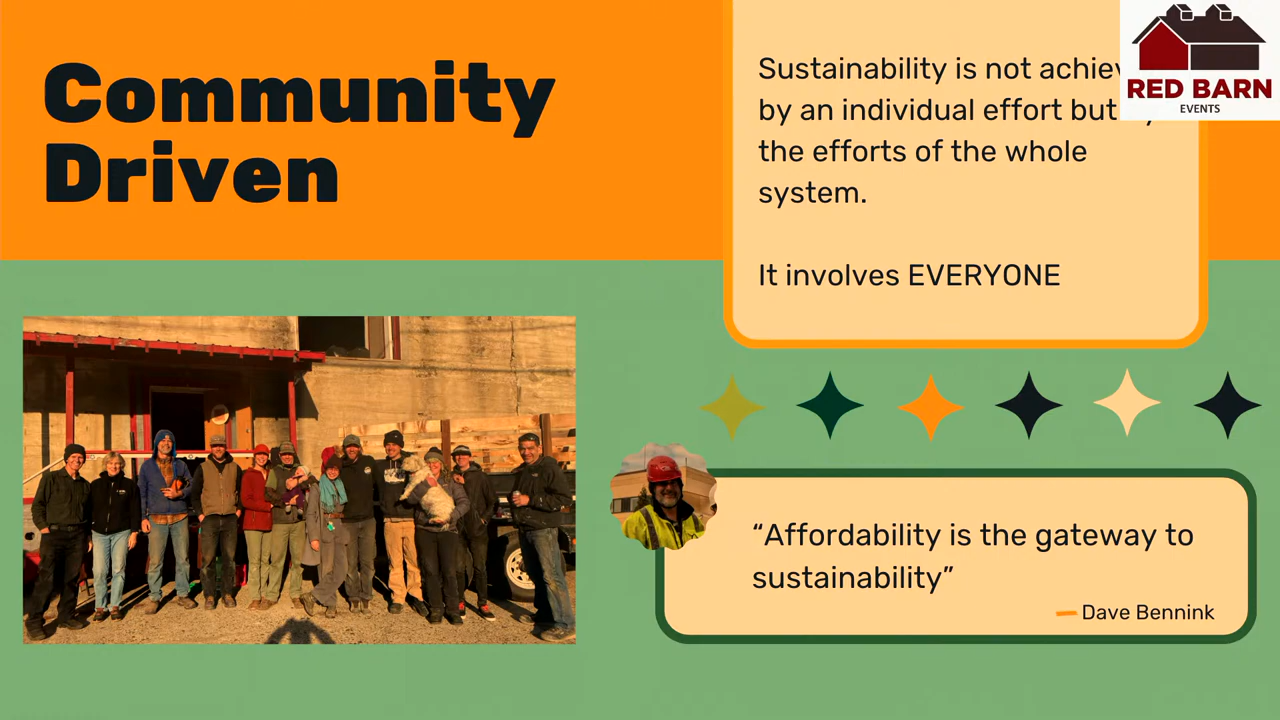 Community
Driven
Sustainability is not
by an individual effort but
the efforts of the whole
system.
It involves EVERYONE
RED BARN
EVENTS
“Affordability is the gateway to
sustainability”
Dave Bennink